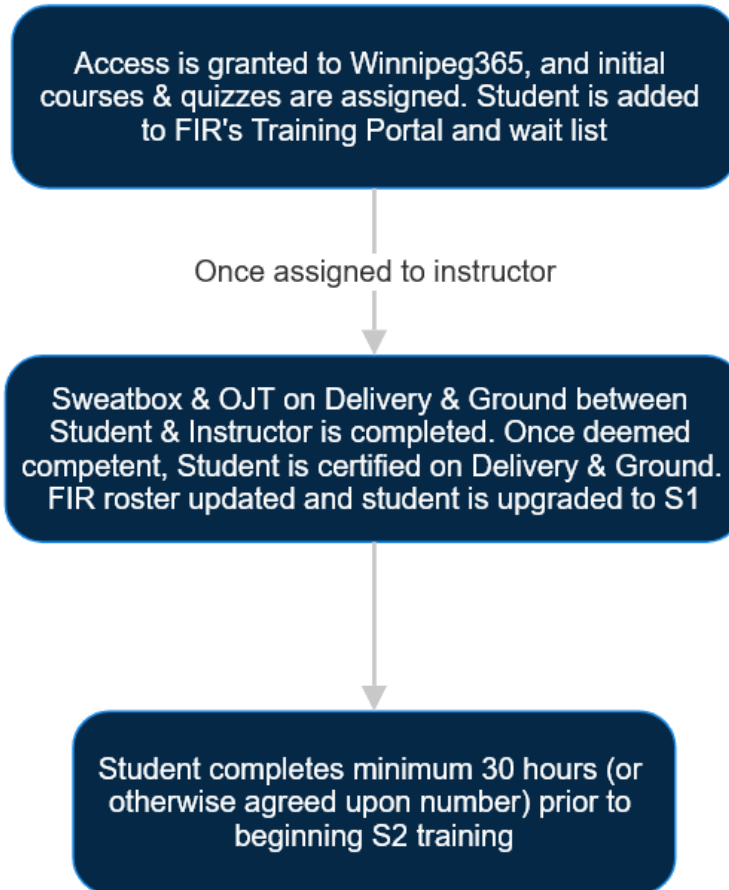 Access is granted to Winnipeg365, and initial
courses & quizzes are assigned. Student is added
to FIR's Training Portal and wait list
Once assigned to instructor
Sweatbox & OJT on Delivery & Ground between
Student & Instructor is completed. Once deemed
competent, Student is certified on Delivery & Ground.
FIR roster updated and student is upgraded to S1
Student completes minimum 30 hours (or
otherwise agreed upon number) prior to
beginning S2 training